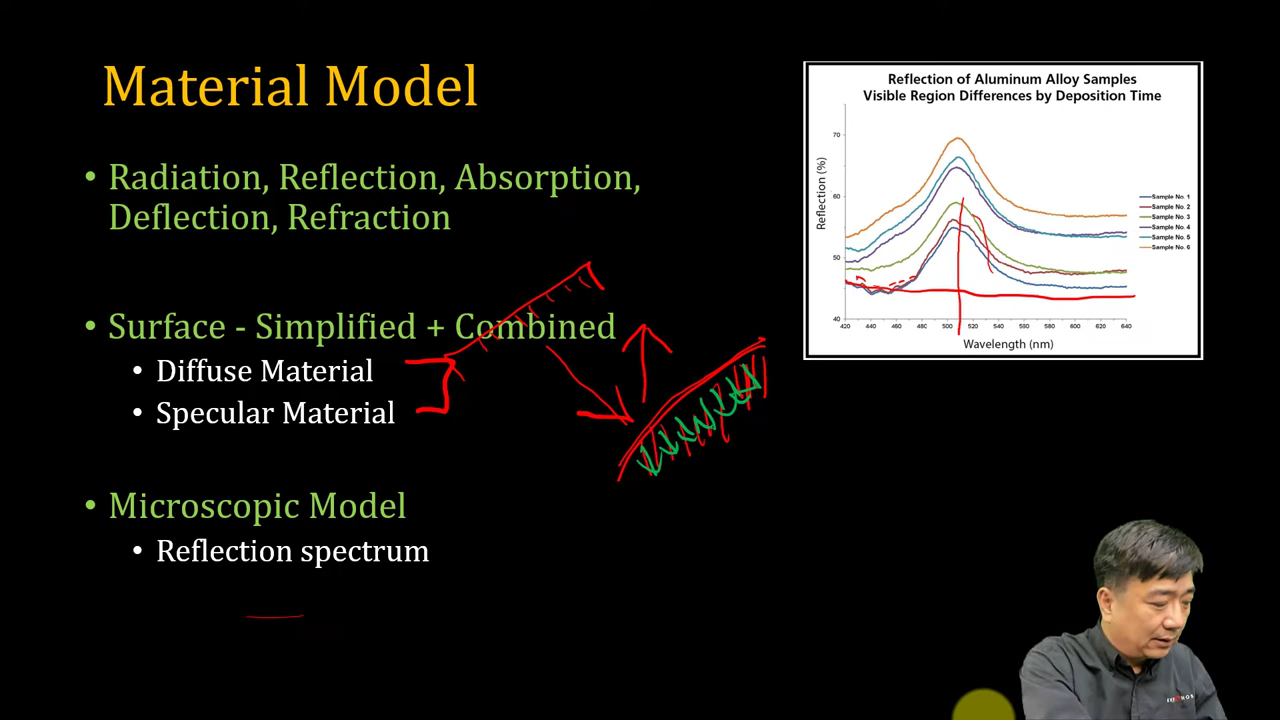 Material Model
• Radiation, Reflection, Absorption,
Deflection, Refraction
• Surface - Simplified + Combined
• Diffuse Material
• Specular Material
• Microscopic Model
• Reflection spectrum
Reflection of Aluminum Alloy Samples
Visible Region Differences by Deposition Time
Reflection (%)
70
60
50
40
420 440 460 480 500 520 540 560 580 600 620 640
Wavelength (nm)
Sample No. 1
Sample No. 2
Sample No. 3
Sample No. 4
Sample No. 5
Sample No. 6